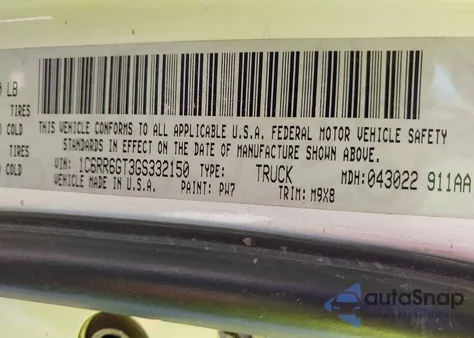 0 LB
TIRES
COLD
TIRES
COLD
THIS VEHICLE CONFORMS TO ALL APPLICABLE U.S.A. FEDERAL MOTOR VEHICLE SAFETY
STANDARDS IN EFFECT ON THE DATE OF MANUFACTURE SHOWN ABOVE.
VIN: 1C6RR6GT3GS332150 TYPE: TRUCK MDH: 043022 911AA
VEHICLE MADE IN U.S.A. PAINT: PW7 TRIM: M9X8
autoSnap